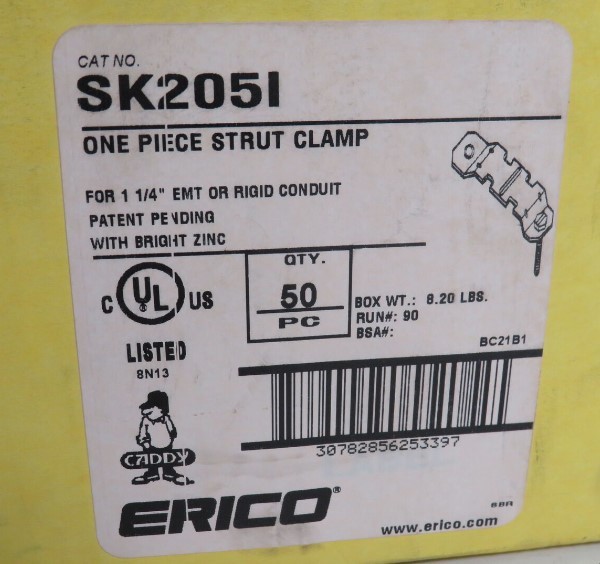 CAT NO.
SK205I
ONE PIECE STRUT CLAMP
FOR 1 1/4" EMT OR RIGID CONDUIT
PATENT PENDING
WITH BRIGHT ZINC
C UL US
LISTED
8N13
QTY.
50
PC
BOX WT.: 8.20 LBS.
RUN#: 90
BSA#:
BC21B1
30782856253397
CADDY
ERICO®
www.erico.com